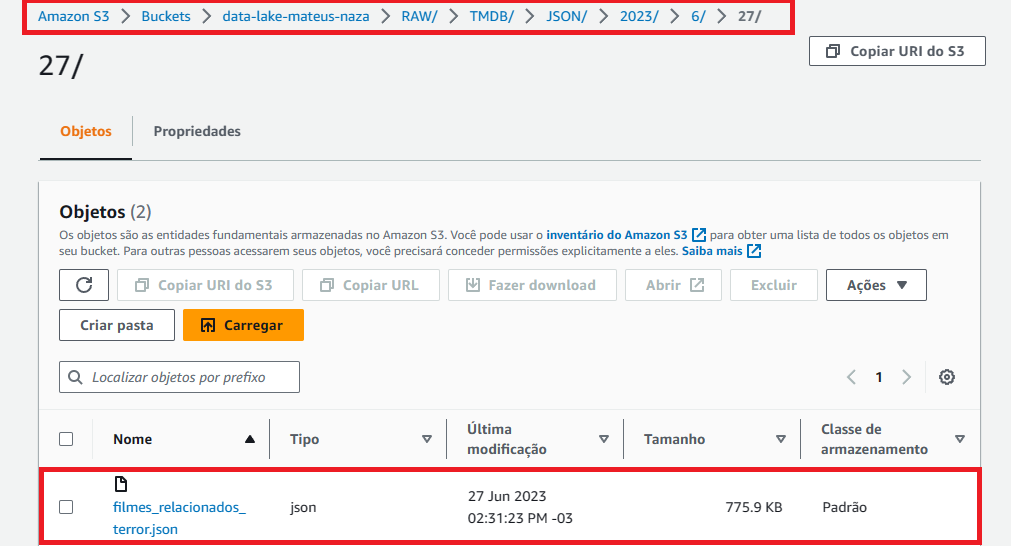 Amazon S3 > Buckets > data-lake-mateus-naza > RAW/ > TMDB/ > JSON/ > 2023/ > 6/ > 27/
27/
Copiar URI do S3
Objetos Propriedades
Objetos (2)
Os objetos são as entidades fundamentais armazenadas no Amazon S3. Você pode usar o inventário do Amazon S3 para obter uma lista de todos os objetos em
seu bucket. Para outras pessoas acessarem seus objetos, você precisará conceder permissões explicitamente a eles. Saiba mais
Copiar URI do S3 Copiar URL Fazer download Abrir Excluir Ações
Criar pasta Carregar
Localizar objetos por prefixo
1
Nome Tipo Última modificação Tamanho Classe de armazenamento
filmes_relacionados_
terror.json
json
27 Jun 2023
02:31:23 PM -03
775.9 KB
Padrão